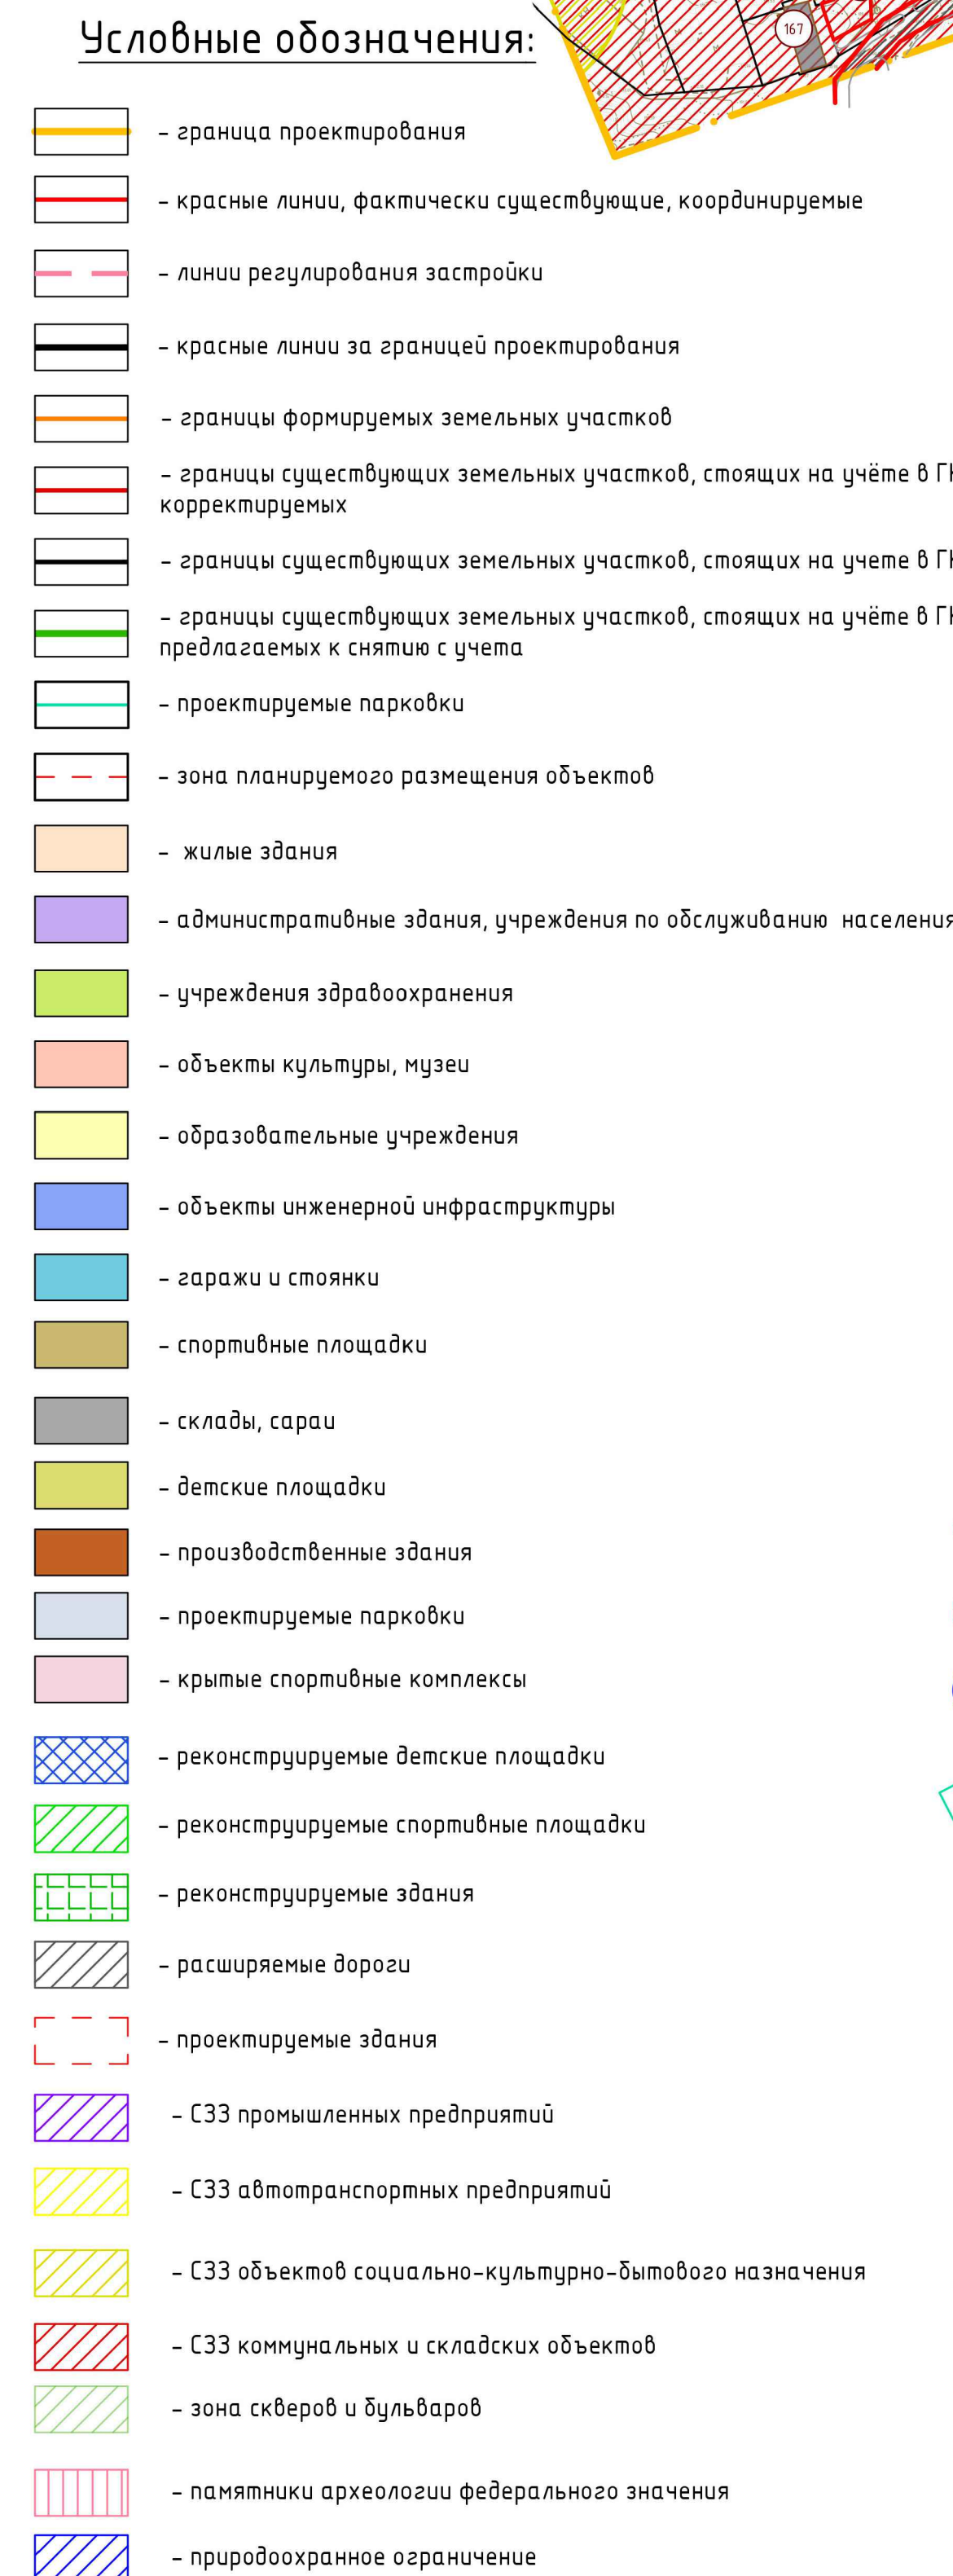 Условные обозначения:
167
- граница проектирования
- красные линии, фактически существующие, координируемые
- линии регулирования застройки
- красные линии за границей проектирования
- границы формируемых земельных участков
- границы существующих земельных участков, стоящих на учёте в
корректируемых
- границы существующих земельных участков, стоящих на учете в
- границы существующих земельных участков, стоящих на учёте в
предлагаемых к снятию с учета
- проектируемые парковки
- зона планируемого размещения объектов
- жилые здания
- административные здания, учреждения по обслуживанию населения
- учреждения здравоохранения
- объекты культуры, музеи
- образовательные учреждения
- объекты инженерной инфраструктуры
- гаражи и стоянки
- спортивные площадки
- склады, сараи
- детские площадки
- производственные здания
- проектируемые парковки
- крытые спортивные комплексы
- реконструируемые детские площадки
- реконструируемые спортивные площадки
- реконструируемые здания
- расширяемые дороги
- проектируемые здания
- СЗЗ промышленных предприятий
- СЗЗ автотранспортных предприятий
- СЗЗ объектов социально-культурно-бытового назначения
- СЗЗ коммунальных и складских объектов
- зона скверов и бульваров
- памятники археологии федерального значения
- природоохранное ограничение